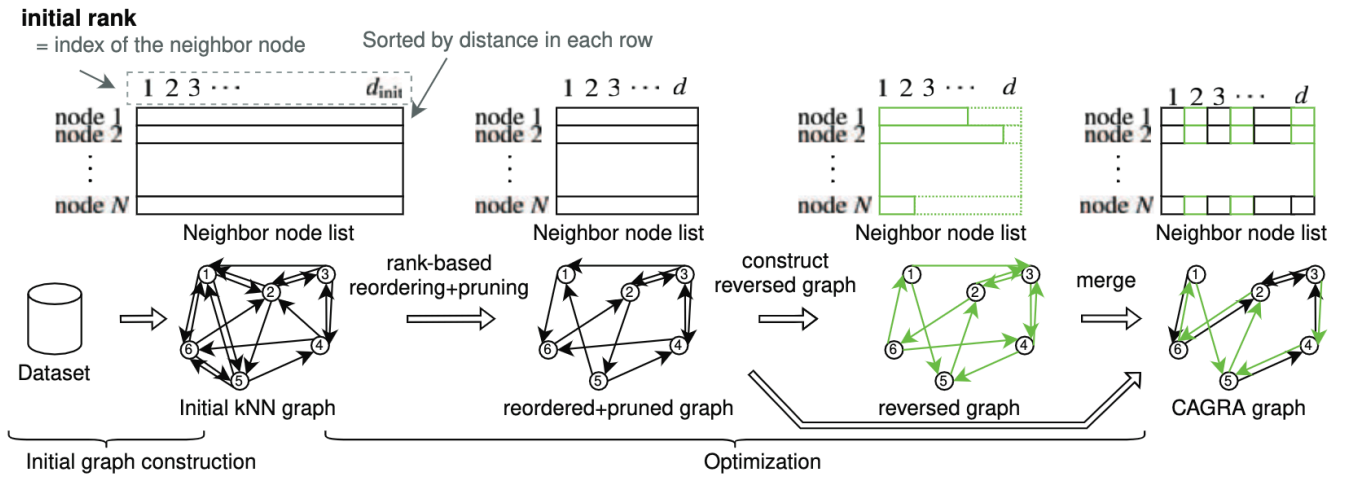 initial rank
= index of the neighbor node
Sorted by distance in each row
1 2 3 ··· d_init
node 1
node 2
⋮
node N
Neighbor node list
1 2 3 ··· d
node 1
node 2
⋮
node N
Neighbor node list
1 2 3 ··· d
node 1
node 2
⋮
node N
Neighbor node list
1 2 3 ··· d
node 1
node 2
⋮
node N
Neighbor node list
Dataset
1
2
3
4
5
6
Initial kNN graph
rank-based
reordering+pruning
1
2
3
4
5
6
reordered+pruned graph
construct
reversed graph
1
2
3
4
5
6
reversed graph
merge
1
2
3
4
5
6
CAGRA graph
Initial graph construction
Optimization